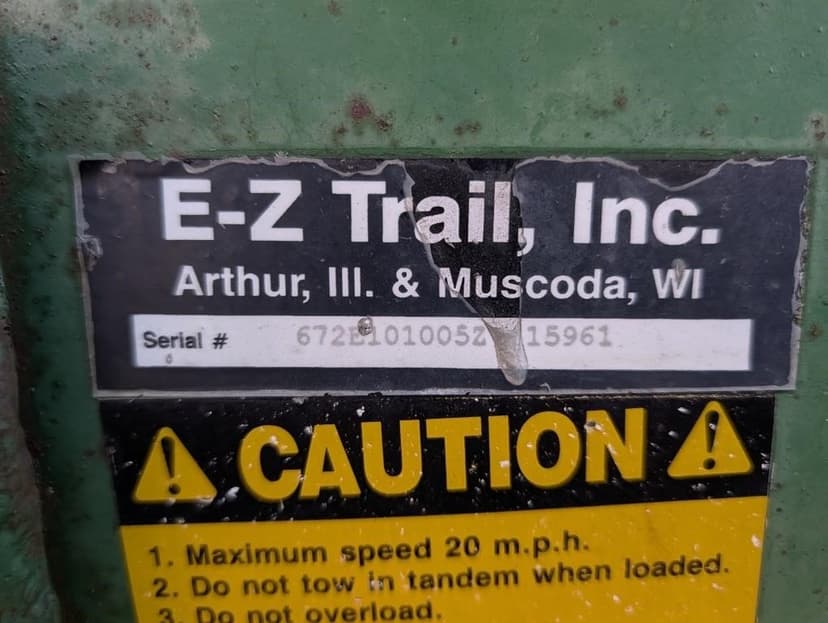 E-Z Trail, Inc.
Arthur, Ill. & Muscoda, WI
Serial # 15961
CAUTION
1. Maximum speed 20 m.p.h.
2. Do not tow in tandem when loaded.
3. Do not overload.